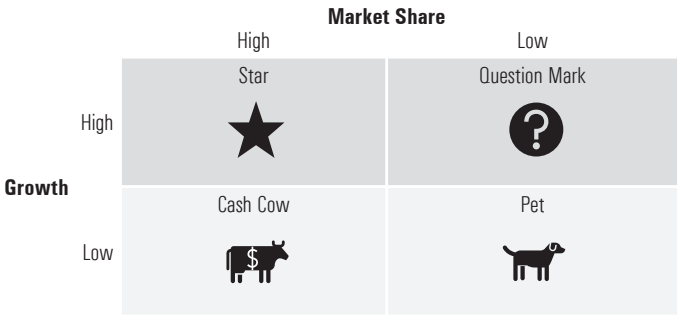 Market Share
High Low
Star Question Mark
?
High
Growth
Cash Cow Pet
Low
$